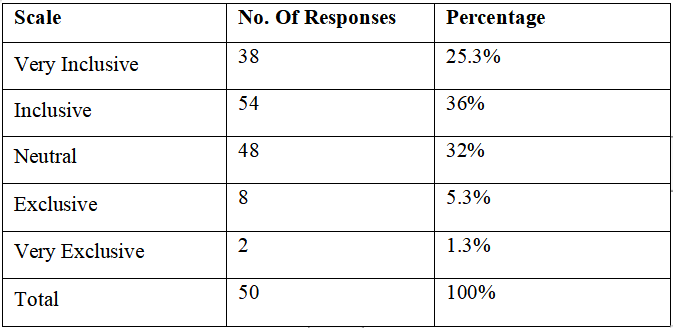 Scale No. Of Responses Percentage
Very Inclusive 38 25.3%
Inclusive 54 36%
Neutral 48 32%
Exclusive 8 5.3%
Very Exclusive 2 1.3%
Total 50 100%